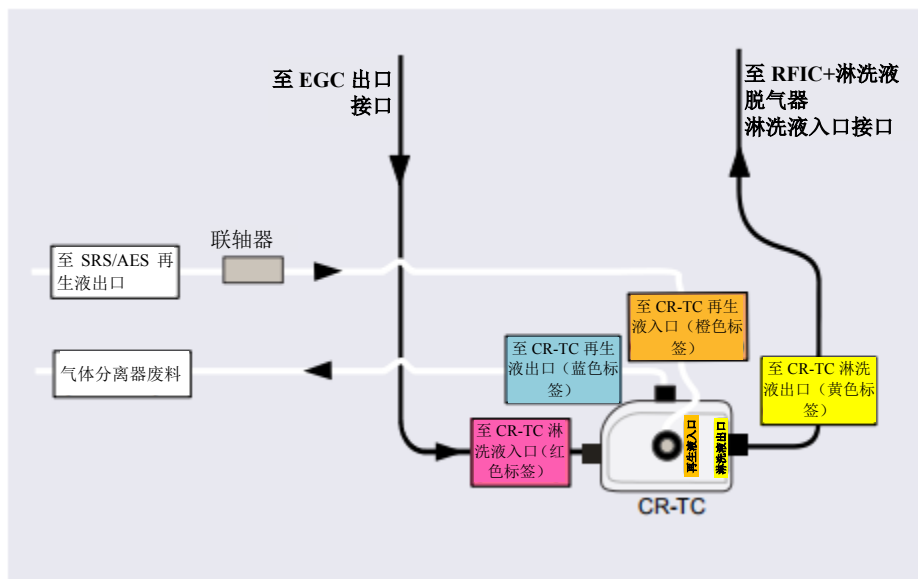 至 EGC 出口
接口
至 RFIC+淋洗液
脱气器
淋洗液入口接口
联轴器
至 SRS/AES 再
生液出口
至 CR-TC 再生
液入口（橙色标
签）
至 CR-TC 再生
液出口（蓝色标
签）
气体分离器废料
至 CR-TC 淋洗
液出口（黄色标
签）
至 CR-TC 淋
洗液入口（红
色标签）
再生液入口
淋洗液出口
CR-TC